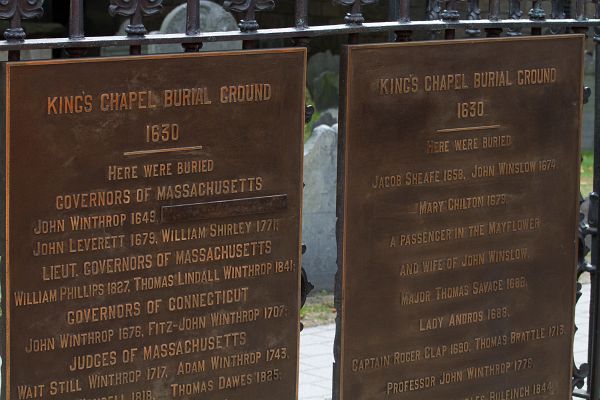 KING'S CHAPEL BURIAL GROUND
1630
HERE WERE BURIED
GOVERNORS OF MASSACHUSETTS
JOHN WINTHROP 1649,
JOHN LEVERETT 1679, WILLIAM SHIRLEY 1771.
LIEUT. GOVERNORS OF MASSACHUSETTS
WILLIAM PHILLIPS 1827, THOMAS LINDALL WINTHROP 1841.
GOVERNORS OF CONNECTICUT
JOHN WINTHROP 1676, FITZ-JOHN WINTHROP 1707.
JUDGES OF MASSACHUSETTS
WAIT STILL WINTHROP 1717, ADAM WINTHROP 1743,
1818, THOMAS DAWES 1825.
KING'S CHAPEL BURIAL GROUND
1630
HERE WERE BURIED
JACOB SHEAFE 1658, JOHN WINSLOW 1674,
MARY CHILTON 1679,
A PASSENGER IN THE MAYFLOWER
AND WIFE OF JOHN WINSLOW,
MAJOR THOMAS SAVAGE 1682,
LADY ANDROS 1688,
CAPTAIN ROGER CLAP 1690, THOMAS BRATTLE 1713,
PROFESSOR JOHN WINTHROP 1779,
BULFINCH 1844